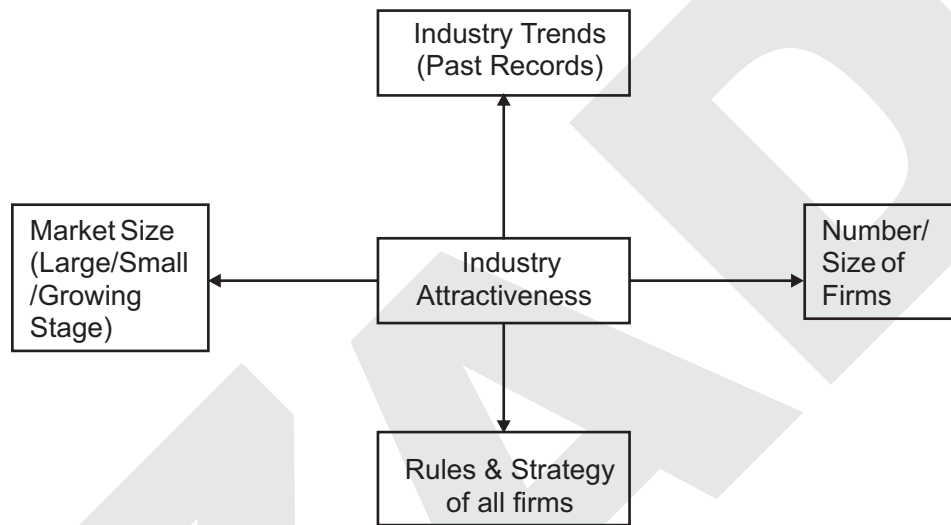 Industry Trends
(Past Records)
Market Size
(Large/Small
/Growing
Stage)
Industry
Attractiveness
Number/
Size of
Firms
Rules & Strategy
of all firms